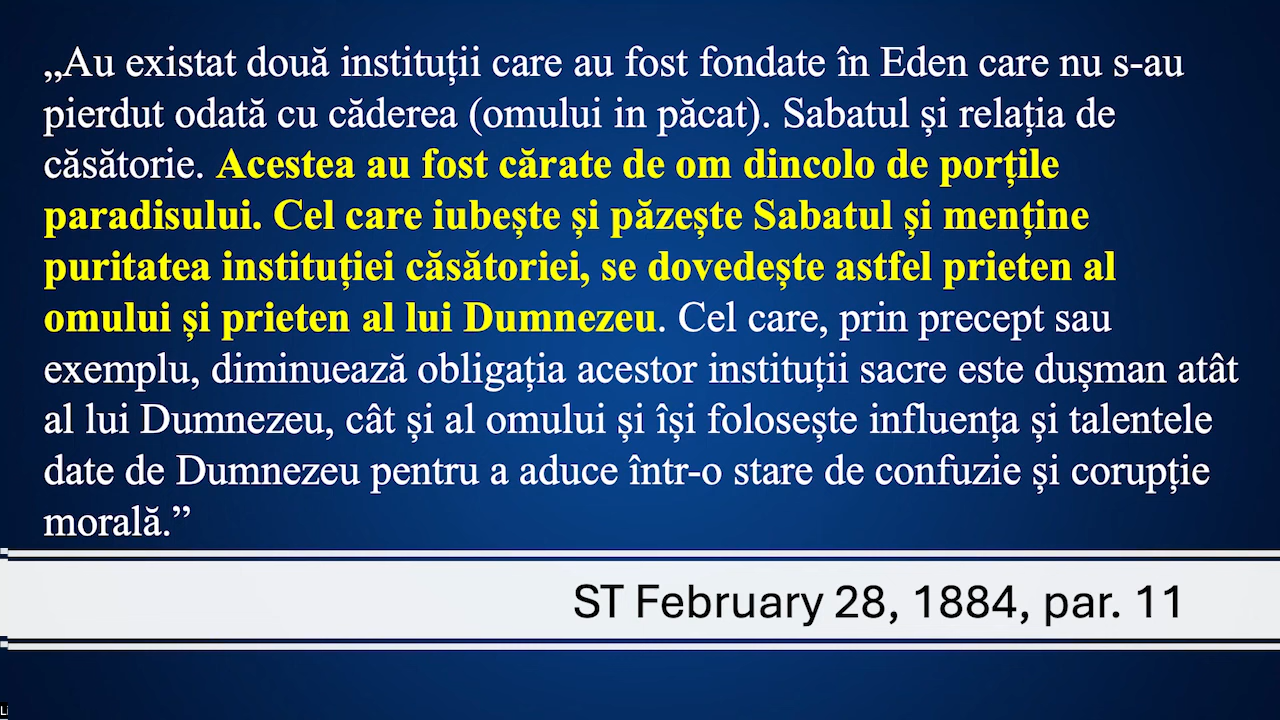 „Au existat două instituții care au fost fondate în Eden care nu s-au
pierdut odată cu căderea (omului in păcat). Sabatul și relația de
căsătorie. Acestea au fost cărate de om dincolo de porțile
paradisului. Cel care iubește și păzește Sabatul și menține
puritatea instituției căsătoriei, se dovedește astfel prieten al
omului și prieten al lui Dumnezeu. Cel care, prin precept sau
exemplu, diminuează obligația acestor instituții sacre este dușman atât
al lui Dumnezeu, cât și al omului și își folosește influența și talentele
date de Dumnezeu pentru a aduce într-o stare de confuzie și corupție
morală.”
ST February 28, 1884, par. 11
Li